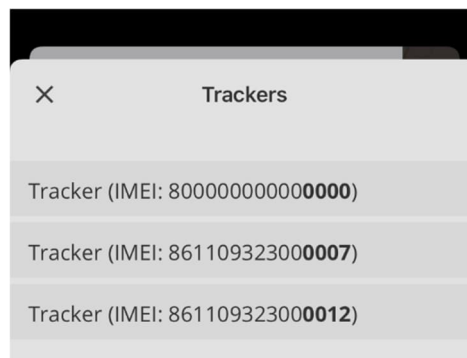 Trackers
Tracker (IMEI: 800000000000000)
Tracker (IMEI: 861109323000007)
Tracker (IMEI: 861109323000012)